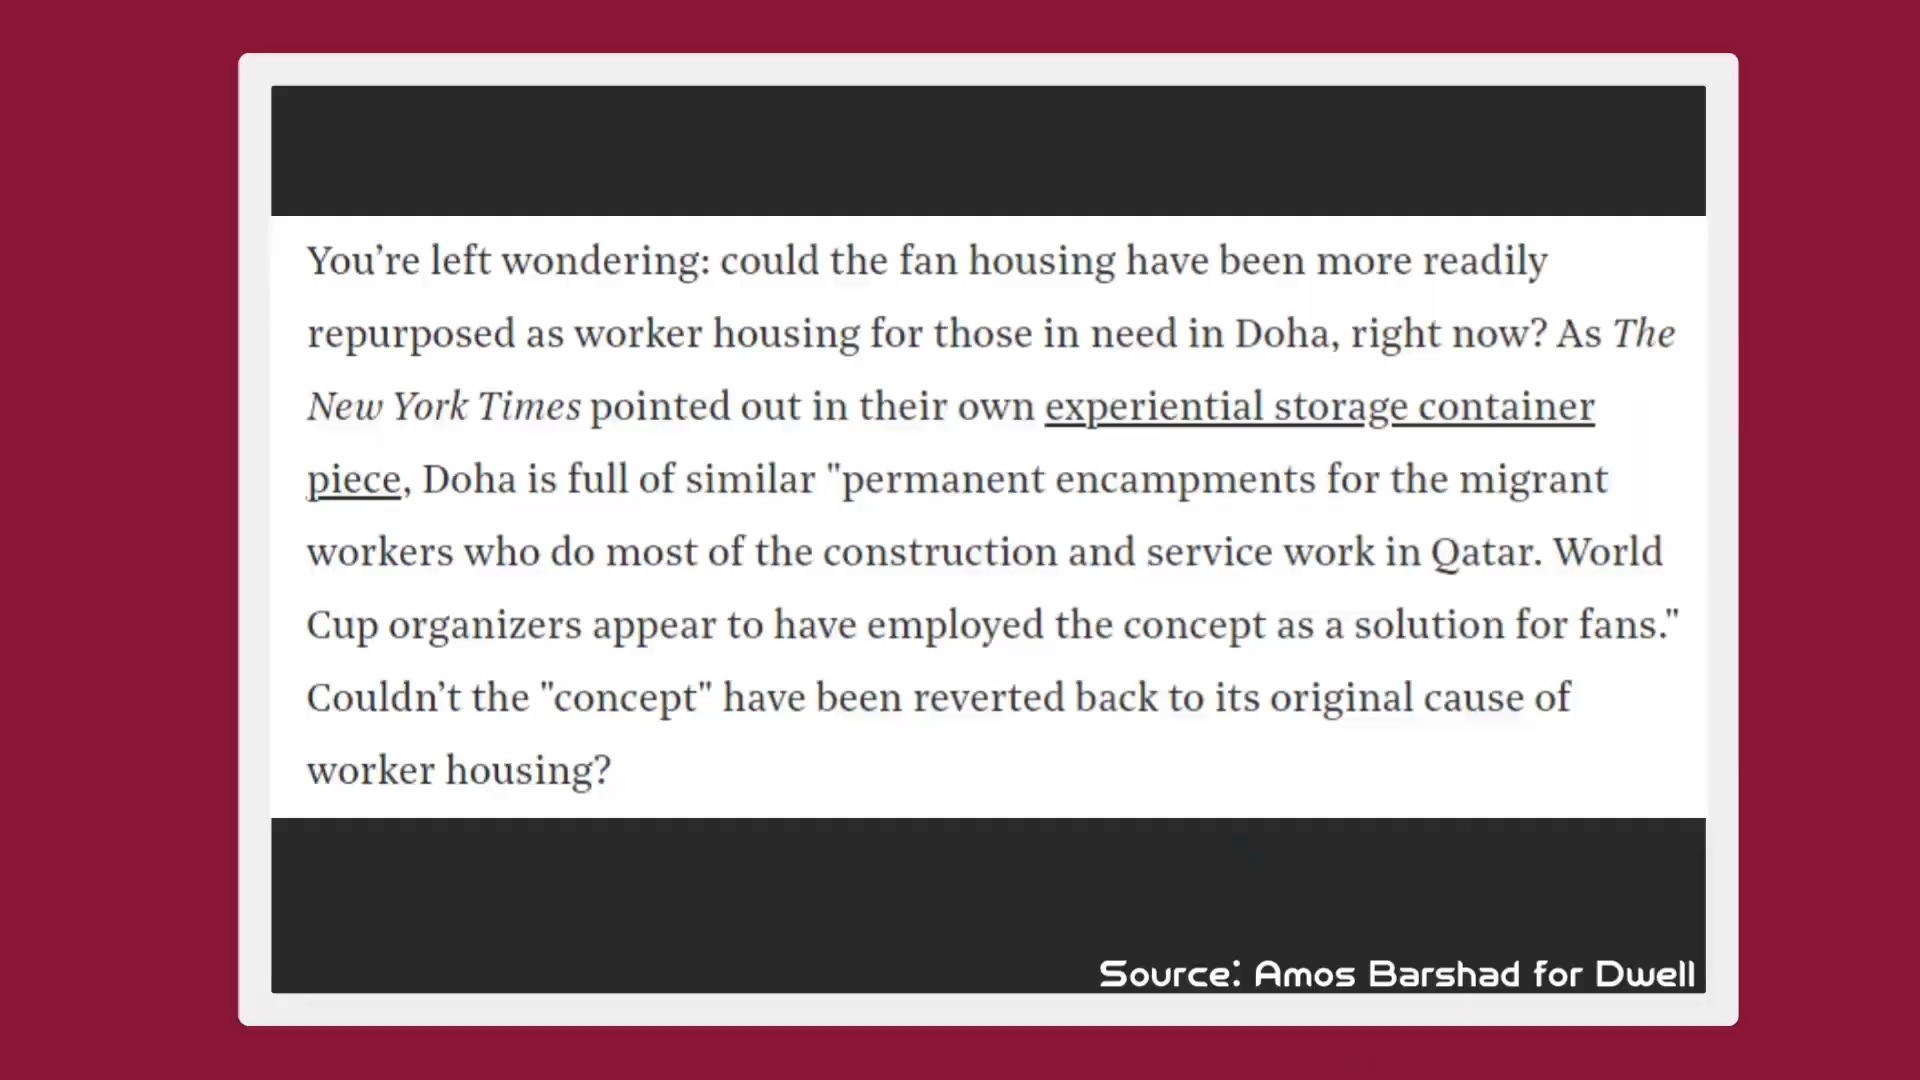 You’re left wondering: could the fan housing have been more readily
repurposed as worker housing for those in need in Doha, right now? As The
New York Times pointed out in their own experiential storage container
piece, Doha is full of similar "permanent encampments for the migrant
workers who do most of the construction and service work in Qatar. World
Cup organizers appear to have employed the concept as a solution for fans."
Couldn’t the "concept" have been reverted back to its original cause of
worker housing?
Source: Amos Barshad for Dwell